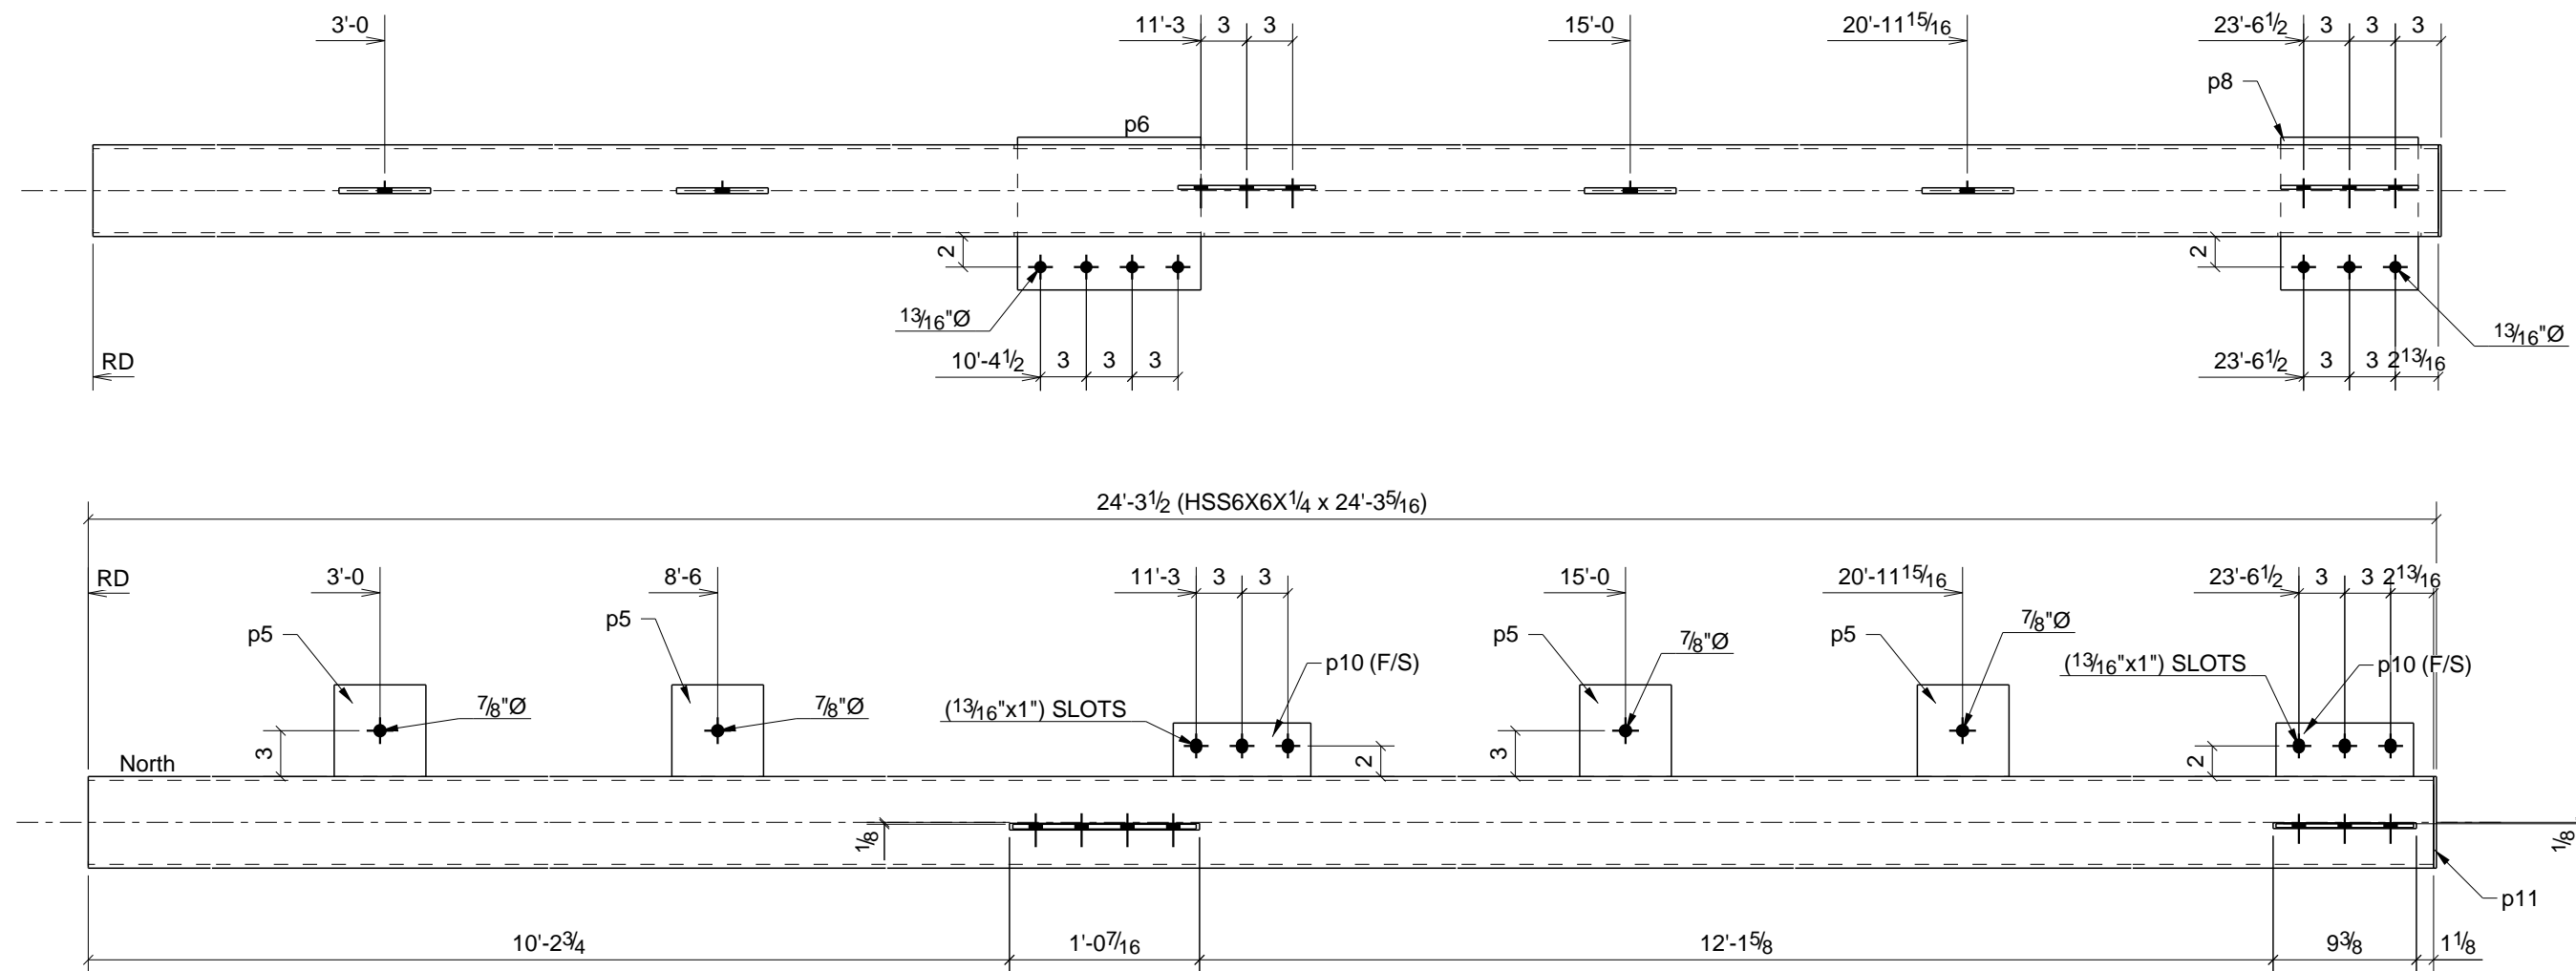 3'-0 11'-3 3 3 15'-0 20'-11 15/16 23'-6 1/2 3 3 3
p8
p6
2 2
13/16"Ø 13/16"Ø
RD 10'-4 1/2 3 3 3 23'-6 1/2 3 3 2 13/16
24'-3 1/2 (HSS6X6X1/4 x 24'-3 5/16)
RD 3'-0 8'-6 11'-3 3 3 15'-0 20'-11 15/16 23'-6 1/2 3 3 2 13/16
p5 p5 p5 p5 7/8"Ø
7/8"Ø p10 (F/S) (13/16"x1") SLOTS p10 (F/S)
7/8"Ø 7/8"Ø (13/16"x1") SLOTS
3 2 3 2
North
1/8 1/8
p11
10'-2 3/4 1'-0 7/16 12'-1 5/8 9 3/8 1 1/8